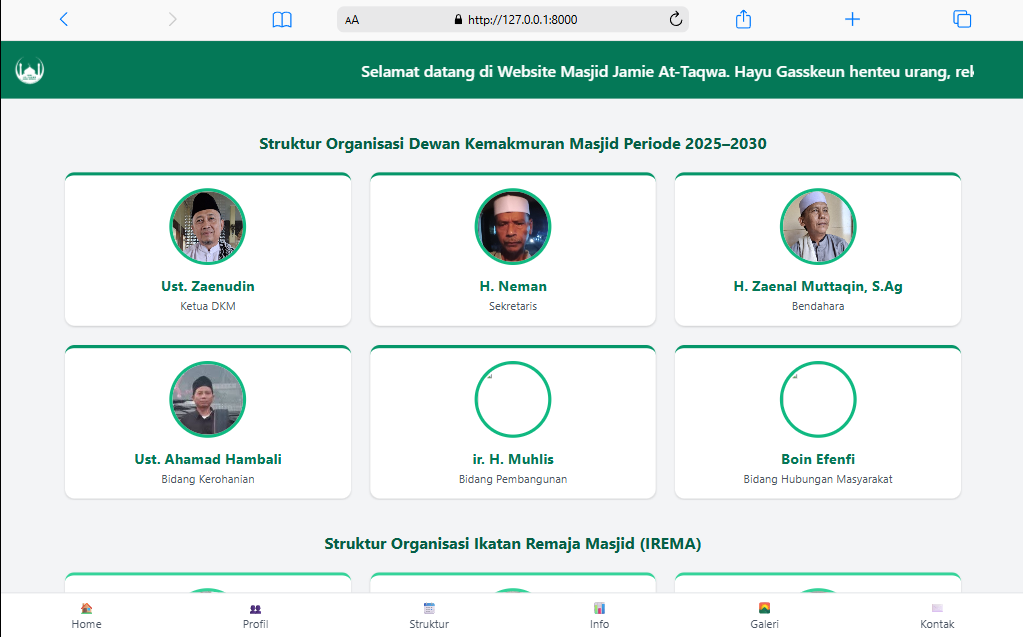 AA http://127.0.0.1:8000
Selamat datang di Website Masjid Jamie At-Taqwa. Hayu Gasskeun henteu urang,
Struktur Organisasi Dewan Kemakmuran Masjid Periode 2025–2030
Ust. Zaenudin
Ketua DKM
H. Neman
Sekretaris
H. Zaenal Muttaqin, S.Ag
Bendahara
Ust. Ahamad Hambali
Bidang Kerohanian
ir. H. Muhlis
Bidang Pembangunan
Boin Efenfi
Bidang Hubungan Masyarakat
Struktur Organisasi Ikatan Remaja Masjid (IREMA)
Home
Profil
Struktur
Info
Galeri
Kontak